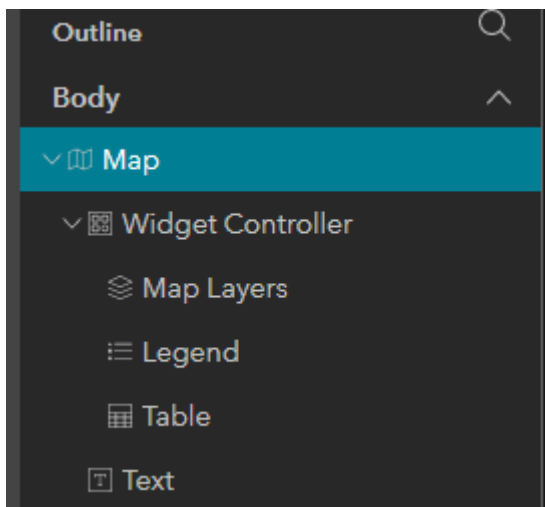 Outline
Body
Map
Widget Controller
Map Layers
Legend
Table
Text